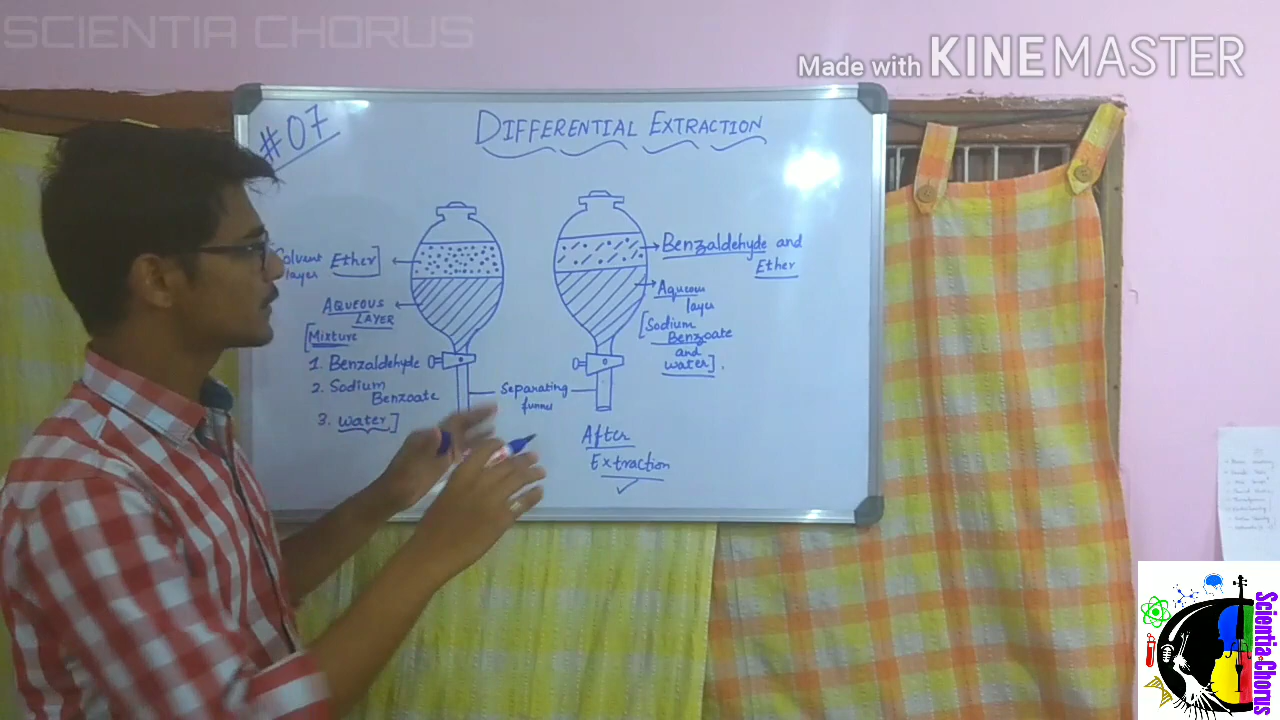 SCIENTIA CHORUS
Made with KINEMASTER
#07
DIFFERENTIAL EXTRACTION
Solvent Ether]
layer
AQUEOUS
LAYER
[Mixture
1. Benzaldehyde
2. Sodium
Benzoate
3. water]
Separating
funnel
Benzaldehyde and
Ether
Aqueous
layer
[Sodium
Benzoate
and
water].
After
Extraction
Scientia Chorus